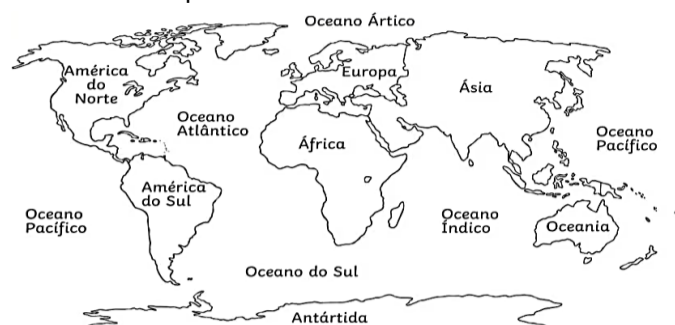 Oceano Ártico
América
do
Norte
Europa
Ásia
Oceano
Atlântico
África
Oceano
Pacífico
América
do Sul
Oceano
Pacífico
Oceano
Índico
Oceania
Oceano do Sul
Antártida